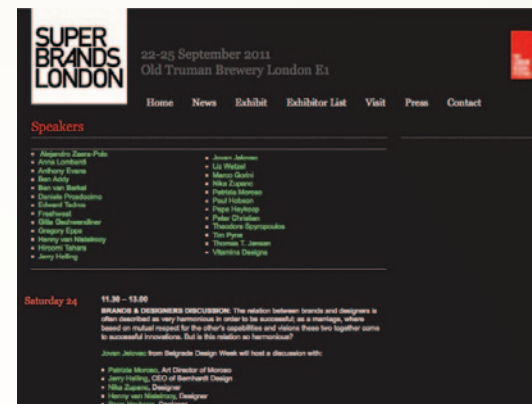 SUPER
BRANDS
LONDON
22-25 September 2011
Old Truman Brewery London E1
Home News Exhibit Exhibitor List Visit Press Contact
Speakers
Alejandro Zaera-Polo
Anna Lombardi
Anthony Evans
Ben Addy
Ben van Berkel
Daniele Prosdocimo
Edward Tadros
Freshwest
Gitta Gschwendtner
Gregory Epps
Henny van Nistelrooy
Hiroomi Tahara
Jerry Helling
Jovan Jelovac
Liz Wetzel
Marco Gorini
Nika Zupanc
Patrizia Moroso
Paul Hobson
Pepe Heykoop
Peter Christian
Theodore Spyropoulos
Tim Pyne
Thomas T. Jensen
Vitamins Designs
Saturday 24
11.30 – 13.00
BRANDS & DESIGNERS DISCUSSION: The relation between brands and designers is
often described as very harmonious in order to be successful; as a marriage, where
based on mutual respect for the other's capabilities and visions these two together come
to successful innovations. But is this relation so harmonious?
Jovan Jelovac from Belgrade Design Week will host a discussion with:
Patrizia Moroso, Art Director of Moroso
Jerry Helling, CEO of Bernhardt Design
Nika Zupanc, Designer
Henny van Nistelrooy, Designer
Pepe Heykoop, Designer